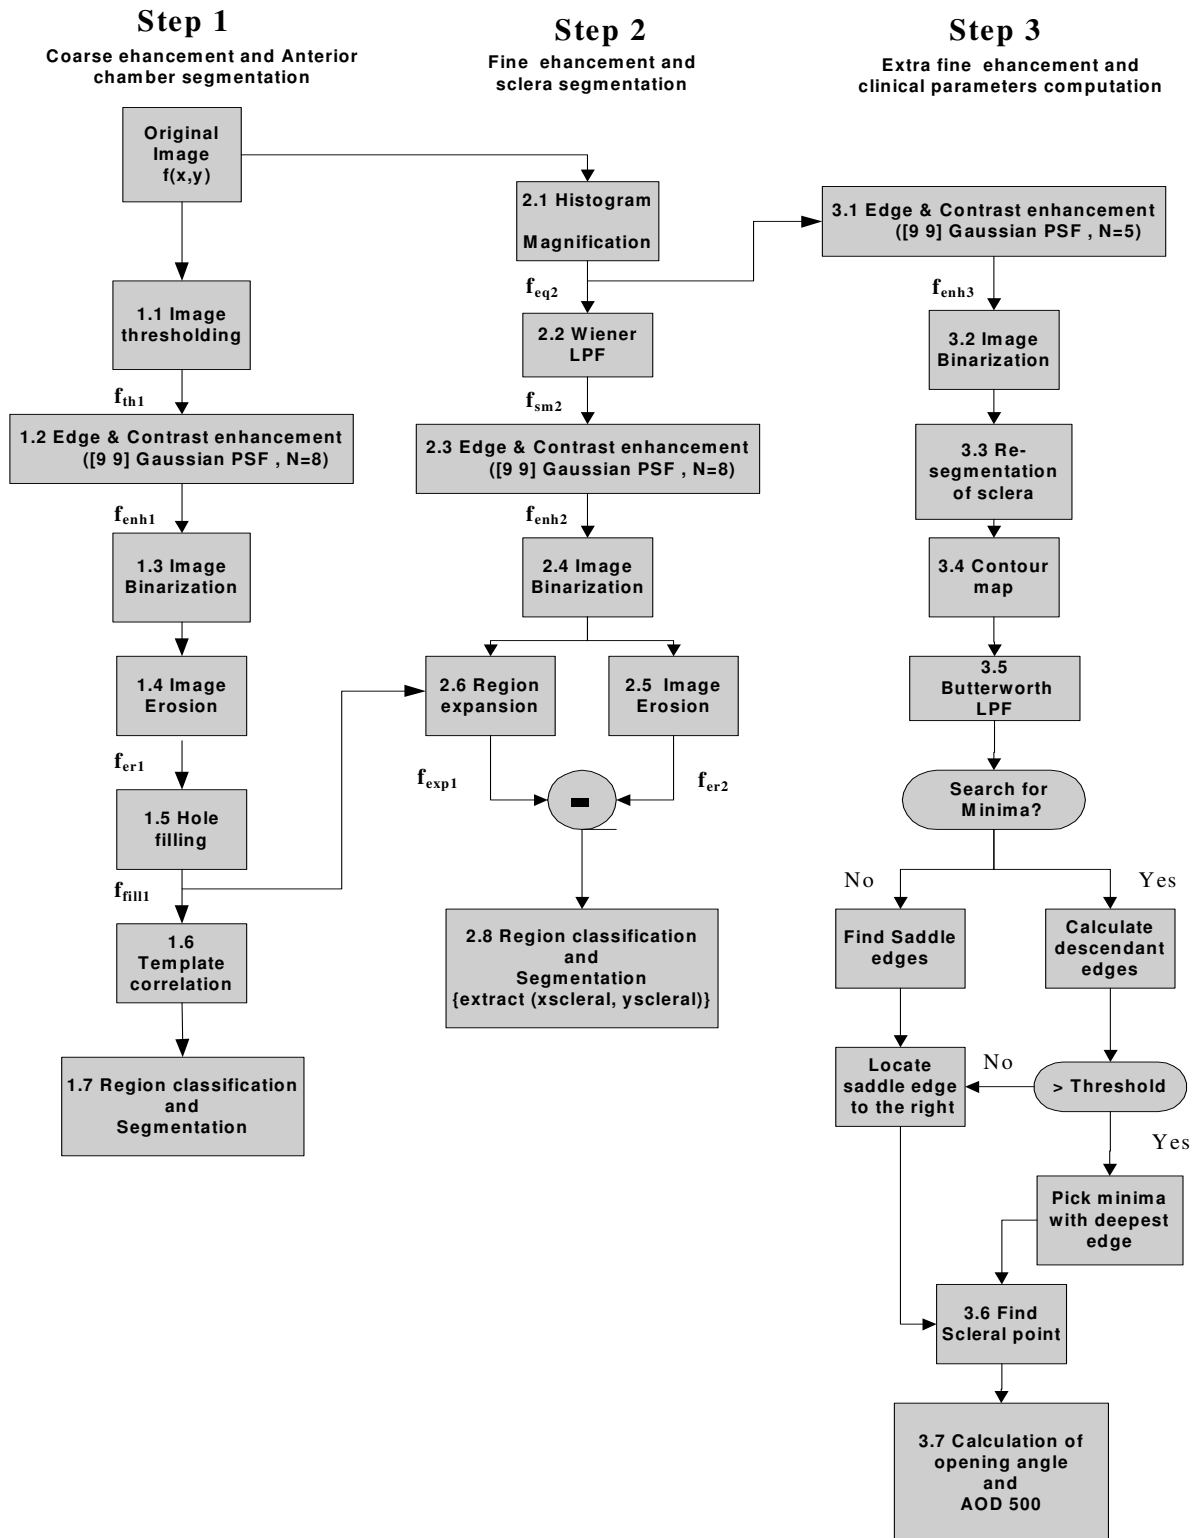 Step 1
Coarse ehancement and Anterior
chamber segmentation
Original
Image
f(x,y)
1.1 Image
thresholding
fth1
1.2 Edge & Contrast enhancement
([9 9] Gaussian PSF , N=8)
fenh1
1.3 Image
Binarization
1.4 Image
Erosion
fer1
1.5 Hole
filling
ffill1
1.6
Template
correlation
1.7 Region classification
and
Segmentation
Step 2
Fine ehancement and
sclera segmentation
2.1 Histogram
Magnification
feq2
2.2 Wiener
LPF
fsm2
2.3 Edge & Contrast enhancement
([9 9] Gaussian PSF , N=8)
fenh2
2.4 Image
Binarization
2.6 Region
expansion
2.5 Image
Erosion
fexp1
-
fer2
2.8 Region classification
and
Segmentation
{extract (xscleral, yscleral)}
Step 3
Extra fine ehancement and
clinical parameters computation
3.1 Edge & Contrast enhancement
([9 9] Gaussian PSF , N=5)
fenh3
3.2 Image
Binarization
3.3 Re-
segmentation
of sclera
3.4 Contour
map
3.5
Butterworth
LPF
Search for
Minima?
No
Yes
Find Saddle
edges
Calculate
descendant
edges
Locate
saddle edge
to the right
No
> Threshold
Yes
Pick minima
with deepest
edge
3.6 Find
Scleral point
3.7 Calculation of
opening angle
and
AOD 500